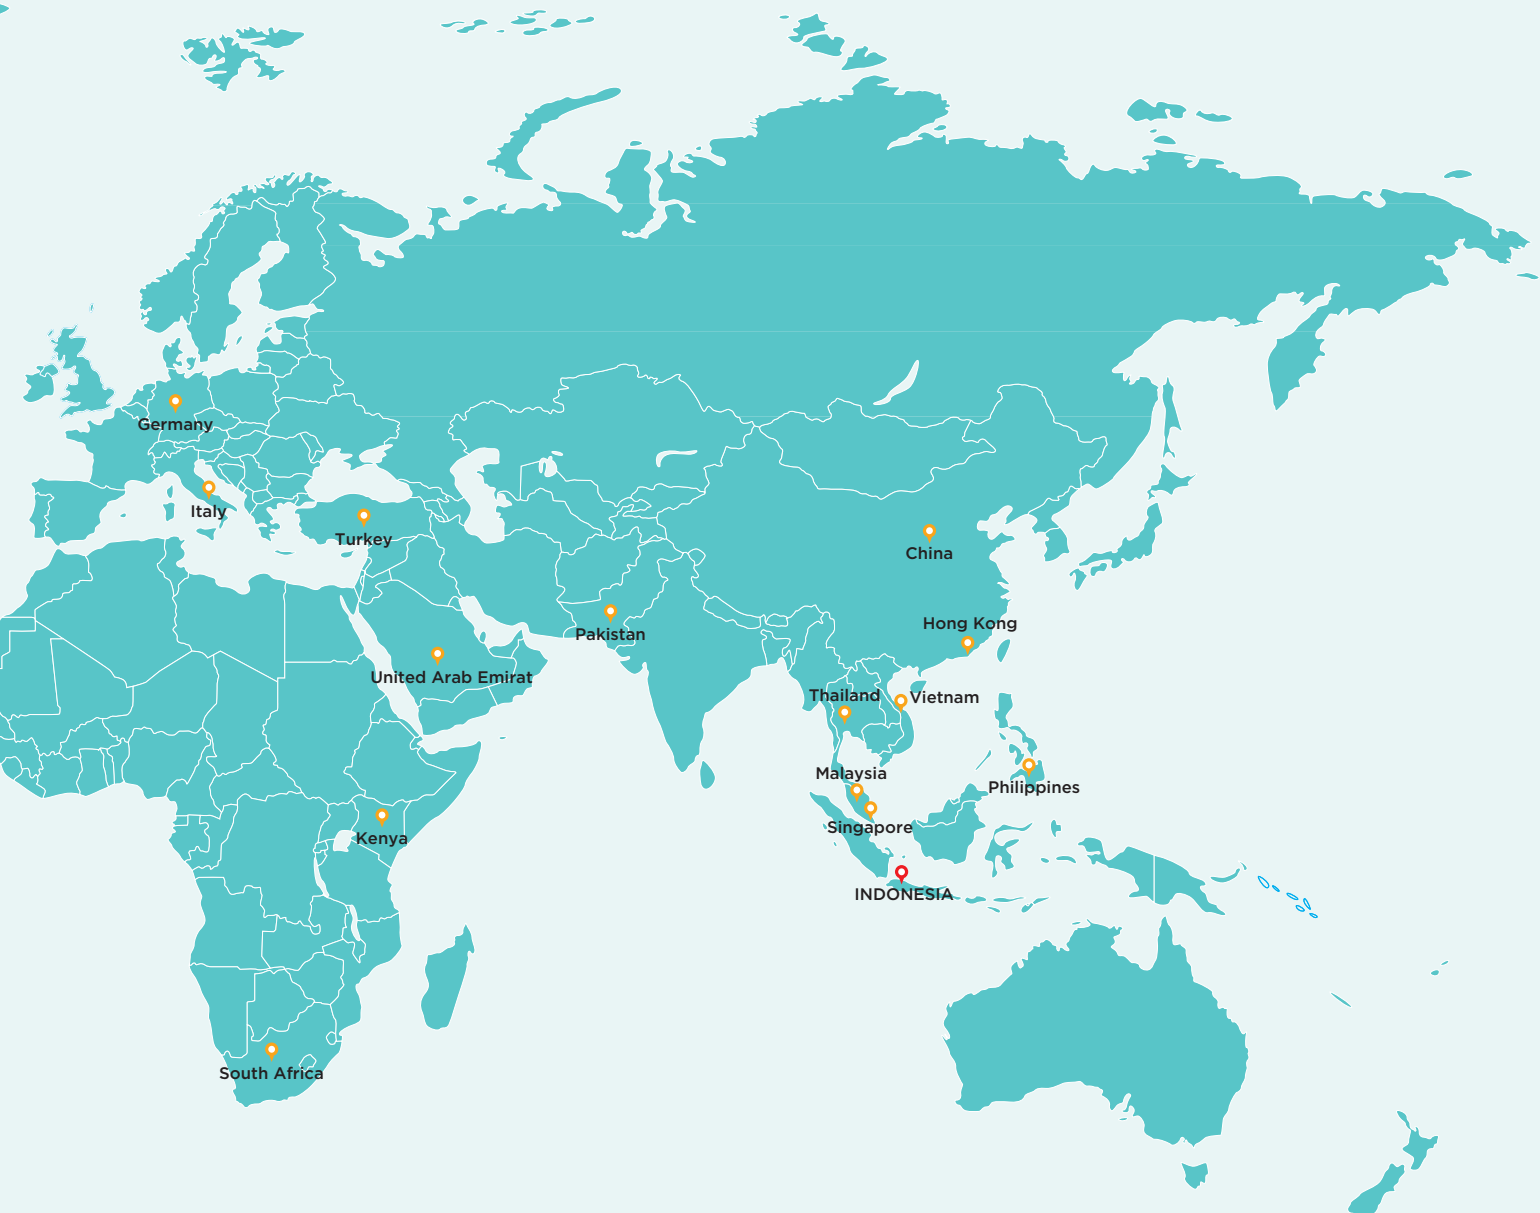 Germany
Italy
Turkey
China
Hong Kong
Pakistan
United Arab Emirat
Thailand
Vietnam
Malaysia
Philippines
Singapore
Kenya
INDONESIA
South Africa